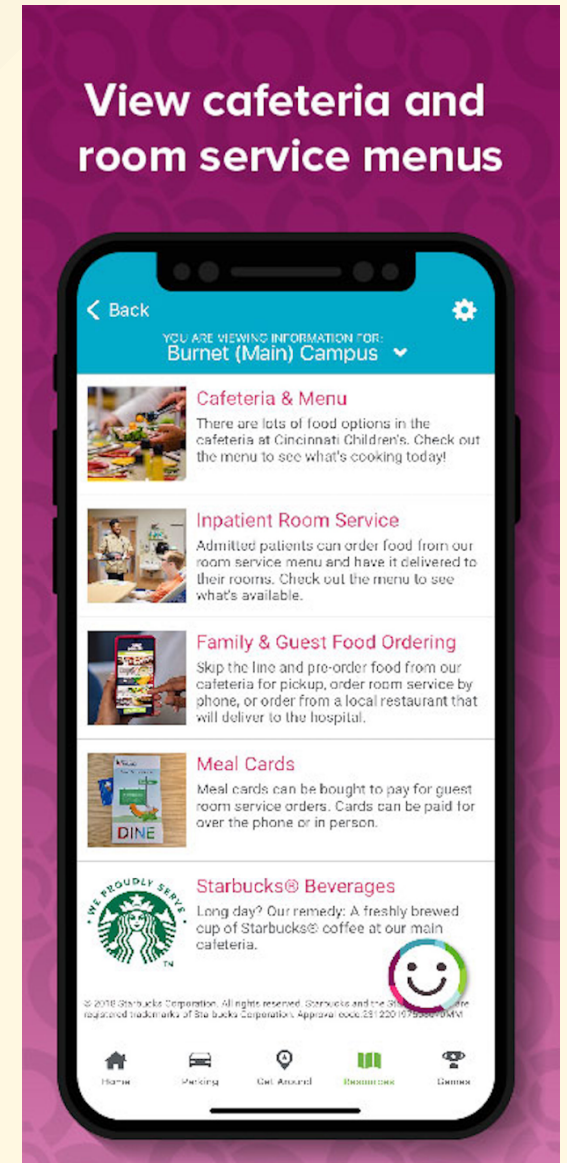 View cafeteria and
room service menus
Back
YOU ARE VIEWING INFORMATION FOR:
Burnet (Main) Campus
Cafeteria & Menu
There are lots of food options in the
cafeteria at Cincinnati Children's. Check out
the menu to see what's cooking today!
Inpatient Room Service
Admitted patients can order food from our
room service menu and have it delivered to
their rooms. Check out the menu to see
what's available.
Family & Guest Food Ordering
Skip the line and pre-order food from our
cafeteria for pickup, order room service by
phone, or order from a local restaurant that
will deliver to the hospital.
DINE
Meal Cards
Meal cards can be bought to pay for guest
room service orders. Cards can be paid for
over the phone or in person.
WE PROUDLY SERVE
TM
Starbucks® Beverages
Long day? Our remedy: A freshly brewed
cup of Starbucks® coffee at our main
cafeteria.
© 2018 Starbucks Corporation. All rights reserved. Starbucks and the are
registered trademarks of Starbucks Corporation. Approval code:
Home
Parking
Get Around
Resources
Games